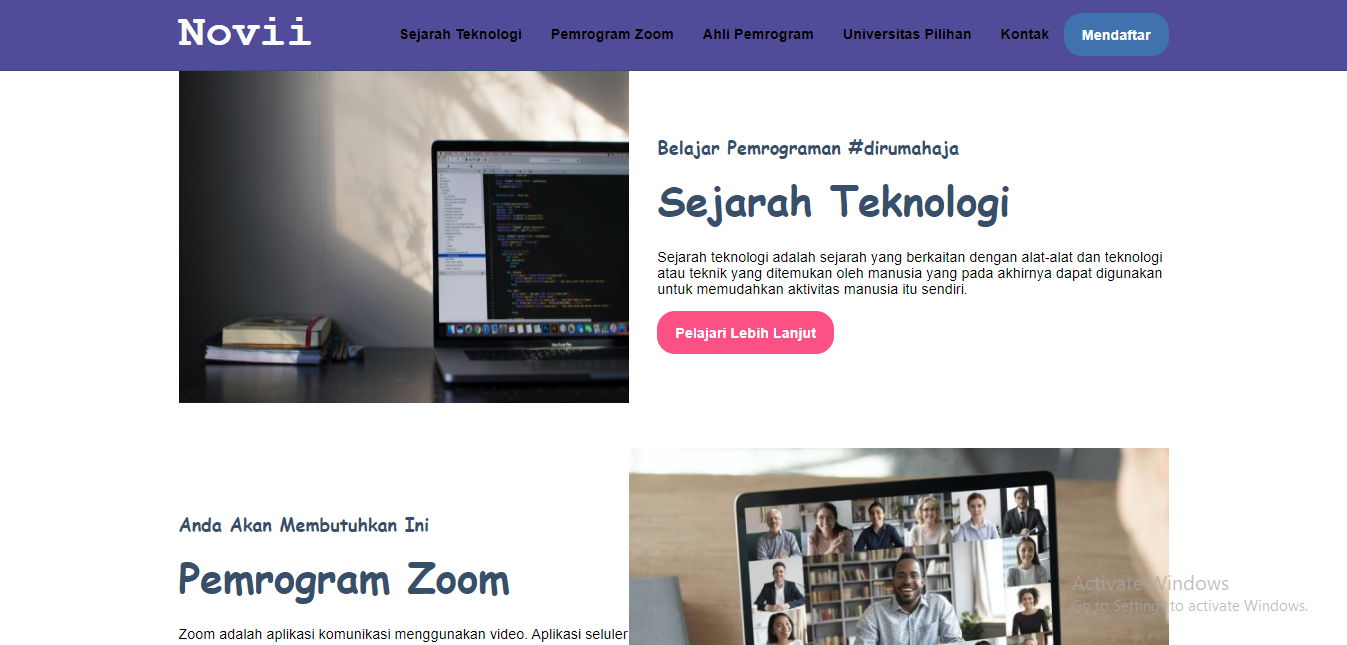 Novii
Sejarah Teknologi
Pemrogram Zoom
Ahli Pemrogram
Universitas Pilihan
Kontak
Mendaftar
Belajar Pemrograman #dirumahaja
Sejarah Teknologi
Sejarah teknologi adalah sejarah yang berkaitan dengan alat-alat dan teknologi
atau teknik yang ditemukan oleh manusia yang pada akhirnya dapat digunakan
untuk memudahkan aktivitas manusia itu sendiri.
Pelajari Lebih Lanjut
Anda Akan Membutuhkan Ini
Pemrogram Zoom
Zoom adalah aplikasi komunikasi menggunakan video. Aplikasi seluler
Activate Windows
Go to Settings to activate Windows.